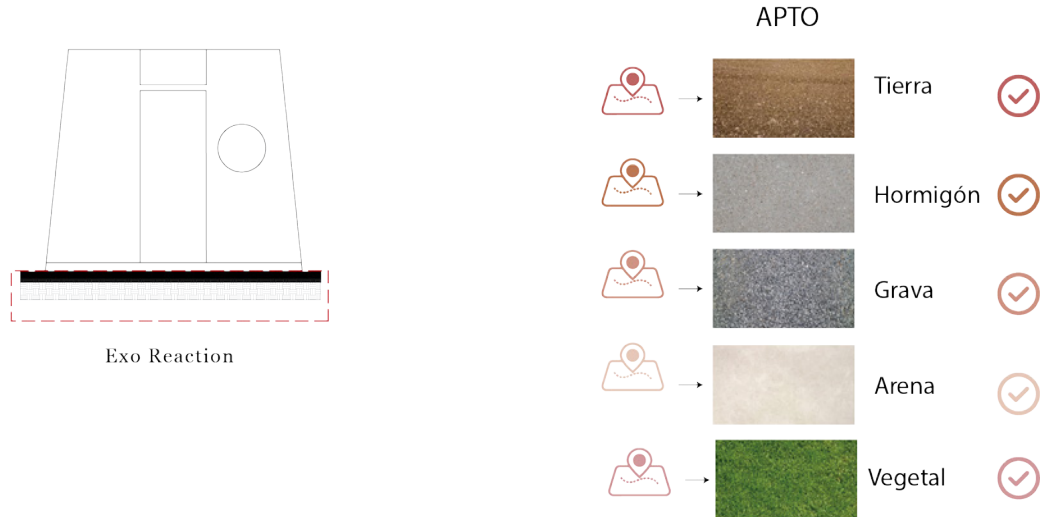 APTO
Tierra
Hormigón
Grava
Arena
Vegetal
Exo Reaction